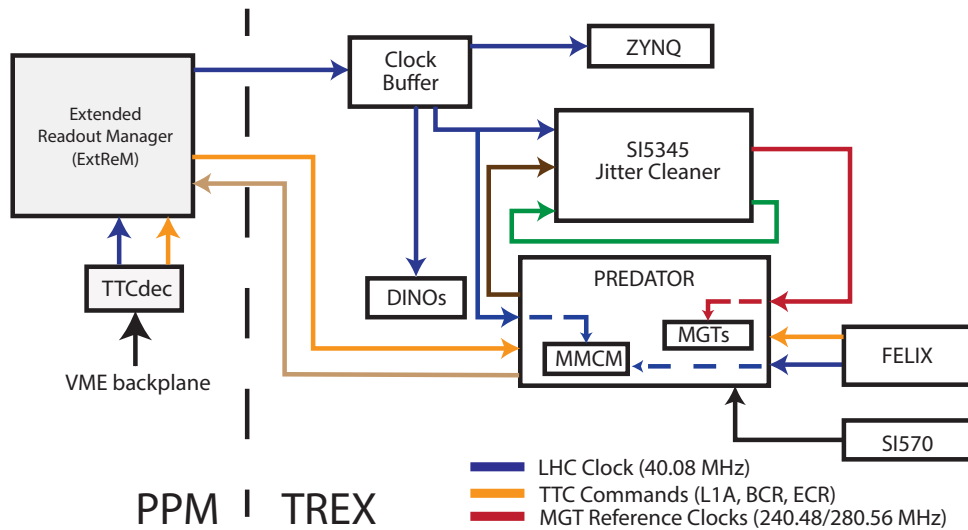 Clock
Buffer
ZYNQ
Extended
Readout Manager
(ExtReM)
SI5345
Jitter Cleaner
TTCdec
DINOs
PREDATOR
MGTs
MMCM
FELIX
VME backplane
SI570
LHC Clock (40.08 MHz)
TTC Commands (L1A, BCR, ECR)
MGT Reference Clocks (240.48/280.56 MHz)
PPM
TREX